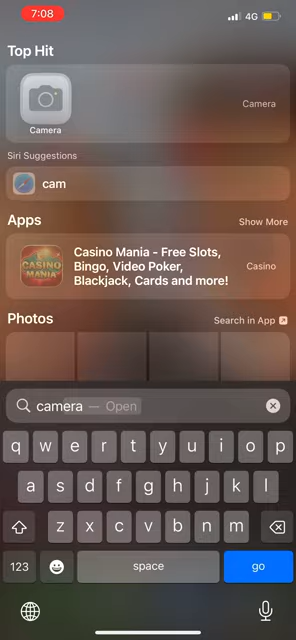 7:08
4G
Top Hit
Camera
Camera
Siri Suggestions
cam
Apps
Show More
CASINO
MANIA
Casino Mania - Free Slots,
Bingo, Video Poker,
Blackjack, Cards and more!
Casino
Photos
Search in App
camera — Open
q w e r t y u i o p
a s d f g h j k l
z x c v b n m
123
space
go